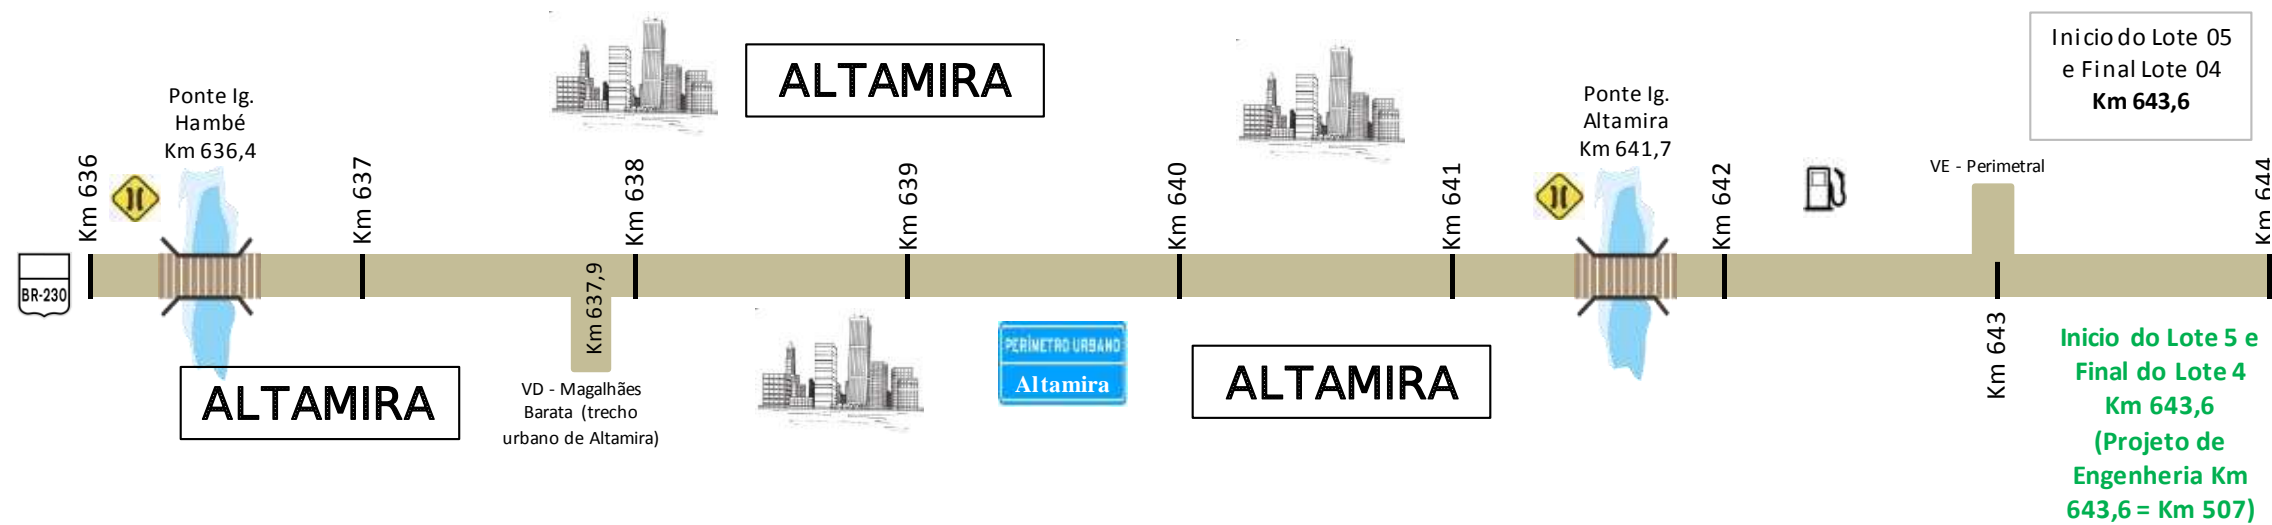 ALTAMIRA
Inicio do Lote 05
e Final Lote 04
Km 643,6
Ponte Ig.
Hambé
Km 636,4
Ponte Ig.
Altamira
Km 641,7
VE - Perimetral
Km 636
Km 637
Km 638
Km 639
Km 640
Km 641
Km 642
Km 644
BR-230
Km 637,9
Km 643
PERÍMETRO URBANO
Altamira
ALTAMIRA
ALTAMIRA
VD - Magalhães
Barata (trecho
urbano de Altamira)
Inicio do Lote 5 e
Final do Lote 4
Km 643,6
(Projeto de
Engenheria Km
643,6 = Km 507)